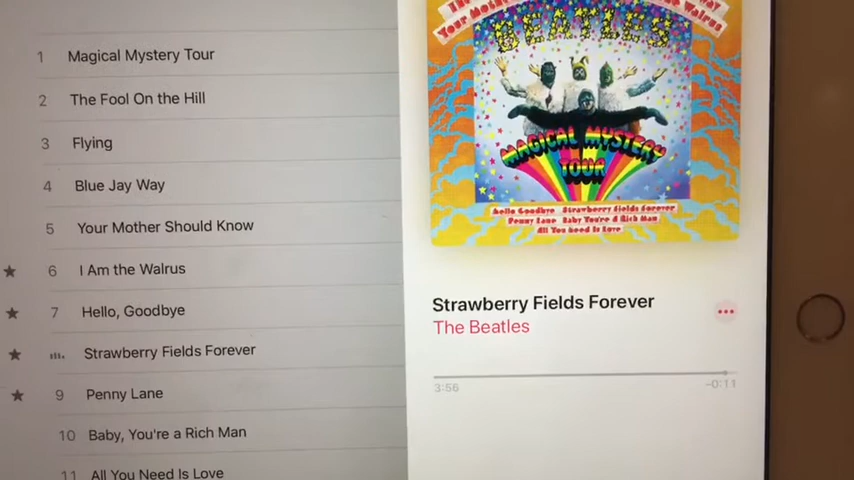 1 Magical Mystery Tour
2 The Fool On the Hill
3 Flying
4 Blue Jay Way
5 Your Mother Should Know
★ 6 I Am the Walrus
★ 7 Hello, Goodbye
★ Strawberry Fields Forever
★ 9 Penny Lane
10 Baby, You're a Rich Man
11 All You Need Is Love
Walrus
BEATLES
MAGICAL MYSTERY
TOUR
Hello Goodbye Strawberry Fields Forever
Penny Lane Baby You're A Rich Man
All You Need is Love
Strawberry Fields Forever
The Beatles
3:56 -0:11